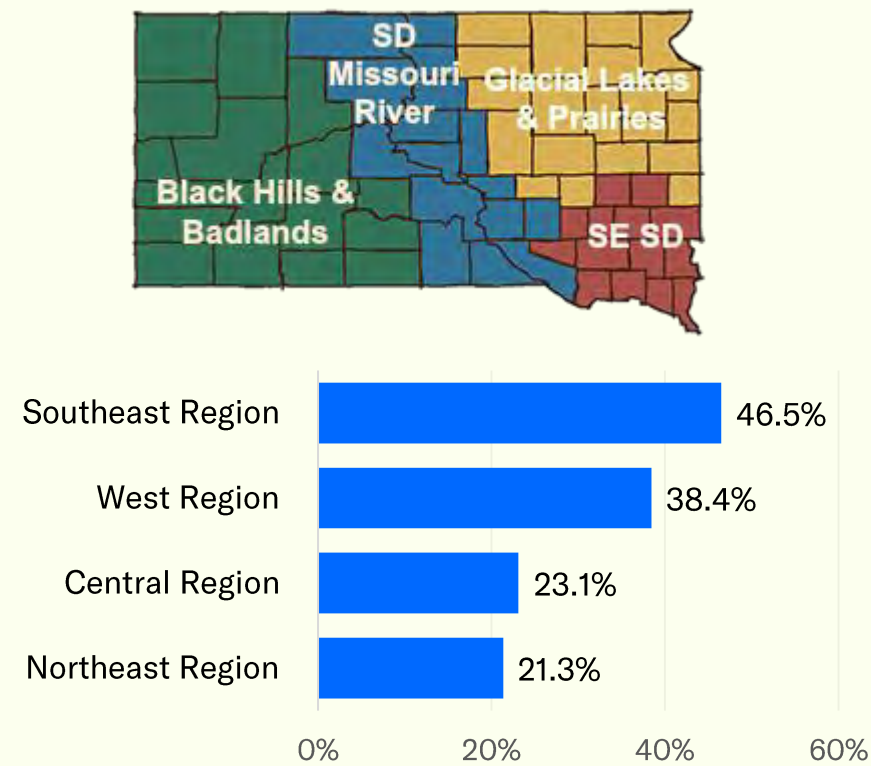 SD
Missouri
River
Glacial Lakes
& Prairies
Black Hills &
Badlands
SE SD
Southeast Region 46.5%
West Region 38.4%
Central Region 23.1%
Northeast Region 21.3%
0% 20% 40% 60%